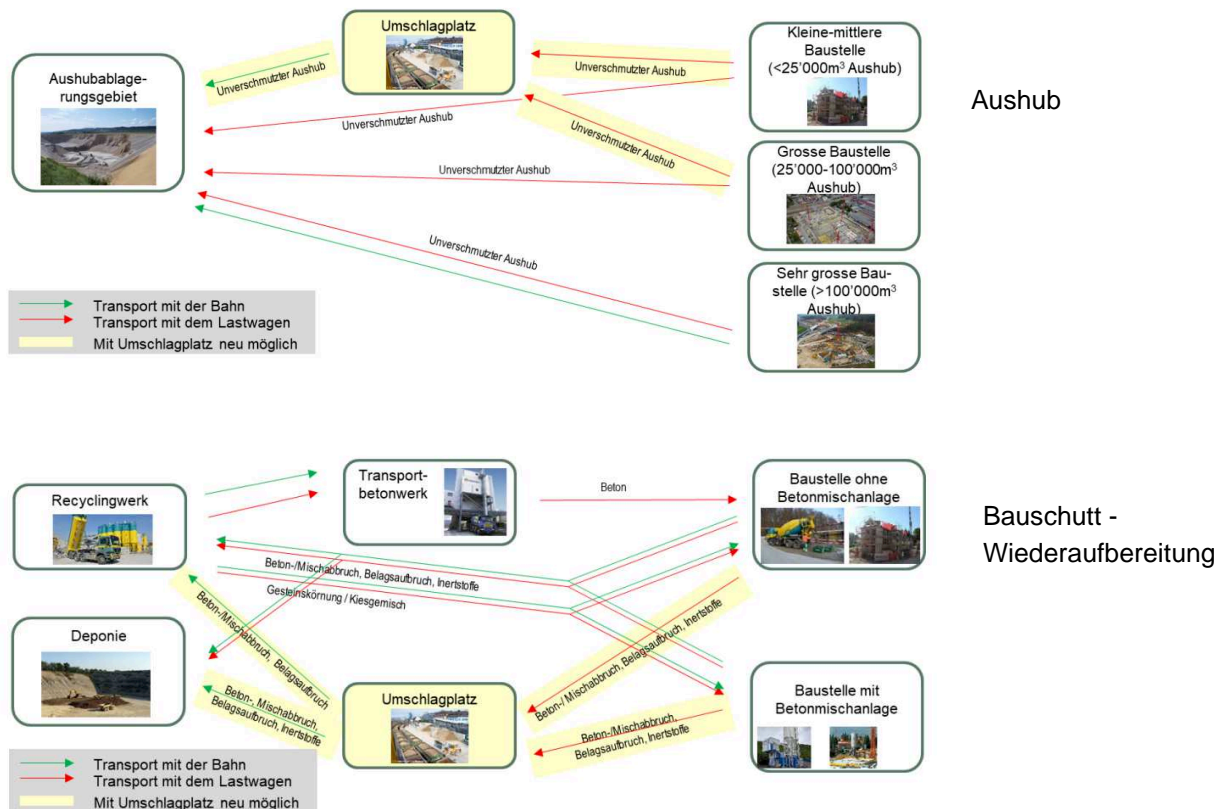 Umschlagplatz
Kleine-mittlere
Baustelle
(<25'000m³ Aushub)
Aushubablage-
rungsgebiet
Unverschmutzter Aushub
Unverschmutzter Aushub
Aushub
Unverschmutzter Aushub
Unverschmutzter Aushub
Unverschmutzter Aushub
Grosse Baustelle
(25'000-100'000m³
Aushub)
Unverschmutzter Aushub
Sehr grosse Bau-
stelle (>100'000m³
Aushub)
Transport mit der Bahn
Transport mit dem Lastwagen
Mit Umschlagplatz neu möglich
Recyclingwerk
Transport-
betonwerk
Beton
Baustelle ohne
Betonmischanlage
Bauschutt -
Wiederaufbereitung
Beton-/Mischabbruch, Belagsaufbruch, Inertstoffe
Gesteinskörnung / Kiesgemisch
Beton-/Mischabbruch, Belagsaufbruch
Beton-/ Mischabbruch, Belagsaufbruch, Inertstoffe
Deponie
Beton-, Mischabbruch,
Belagsaufbruch, Inertstoffe
Umschlagplatz
Beton-/Mischabbruch,
Belagsaufbruch, Inertstoffe
Baustelle mit
Betonmischanlage
Transport mit der Bahn
Transport mit dem Lastwagen
Mit Umschlagplatz neu möglich